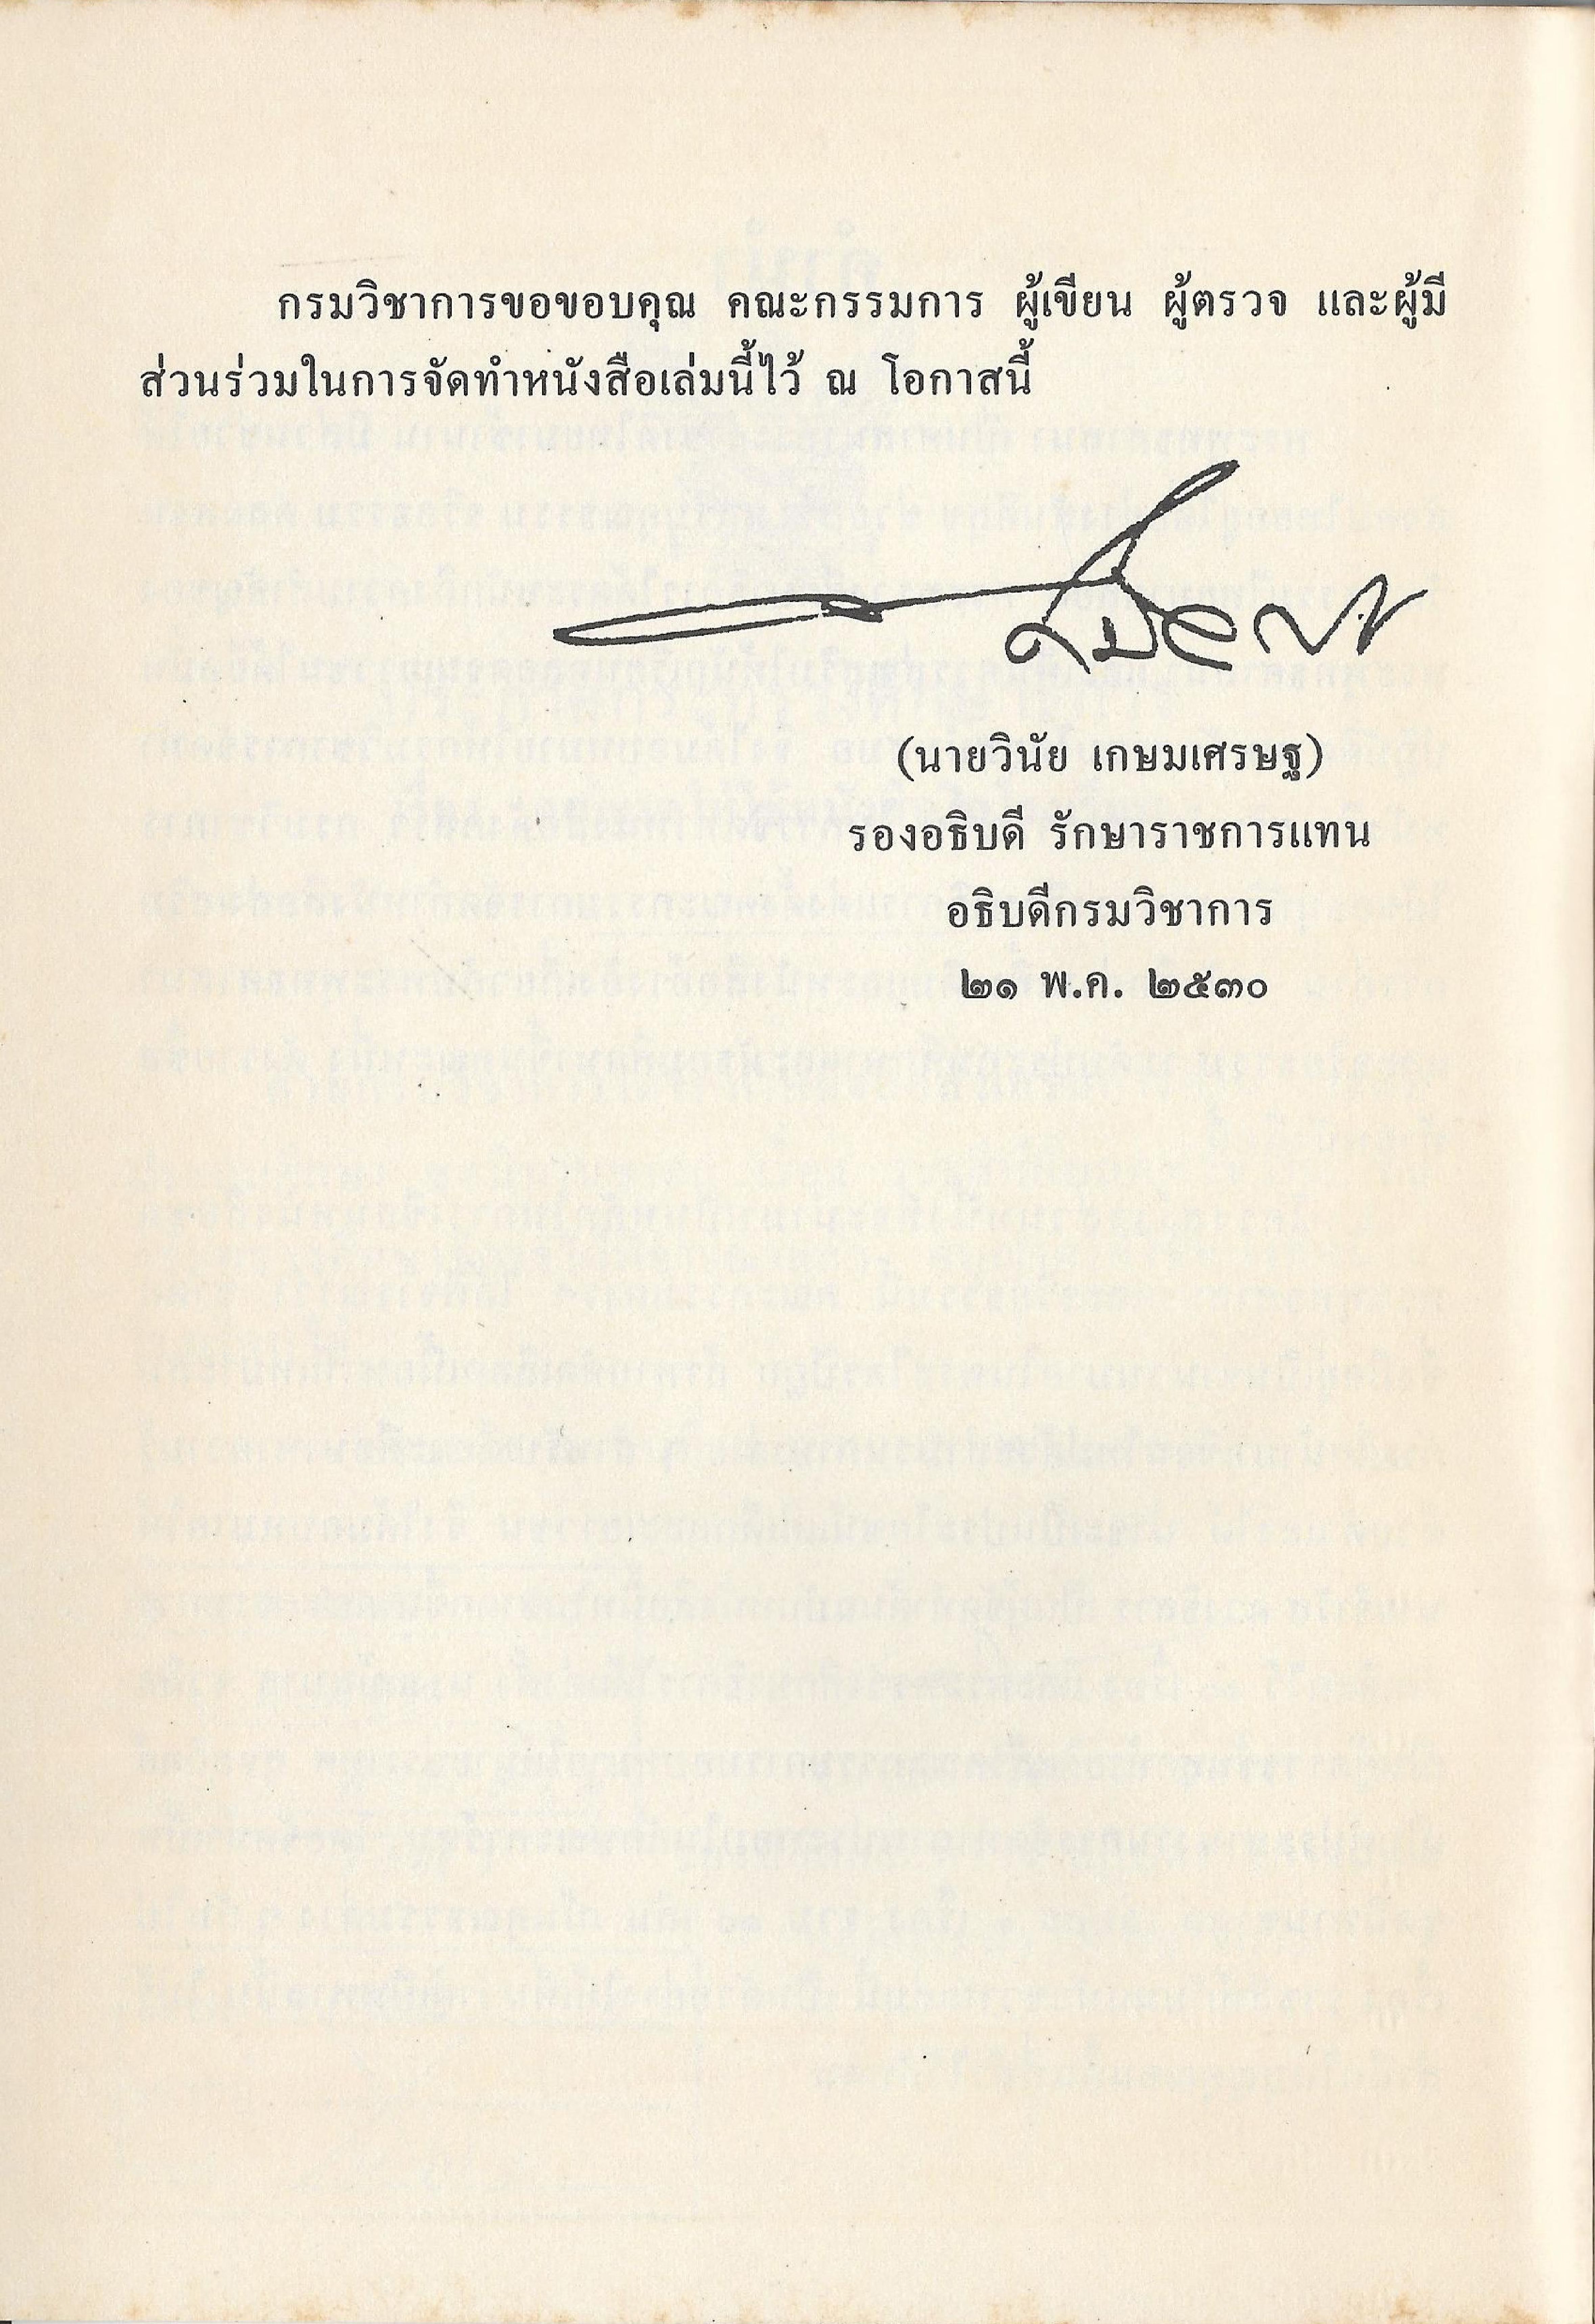 กรมวิชาการขอขอบคุณ คณะกรรมการ ผู้เขียน ผู้ตรวจ และผู้มี
ส่วนร่วมในการจัดทำหนังสือเล่มนี้ไว้ ณ โอกาสนี้
(นายวินัย เกษมเศรษฐ)
รองอธิบดี รักษาราชการแทน
อธิบดีกรมวิชาการ
๒๑ พ.ค. ๒๕๓๐